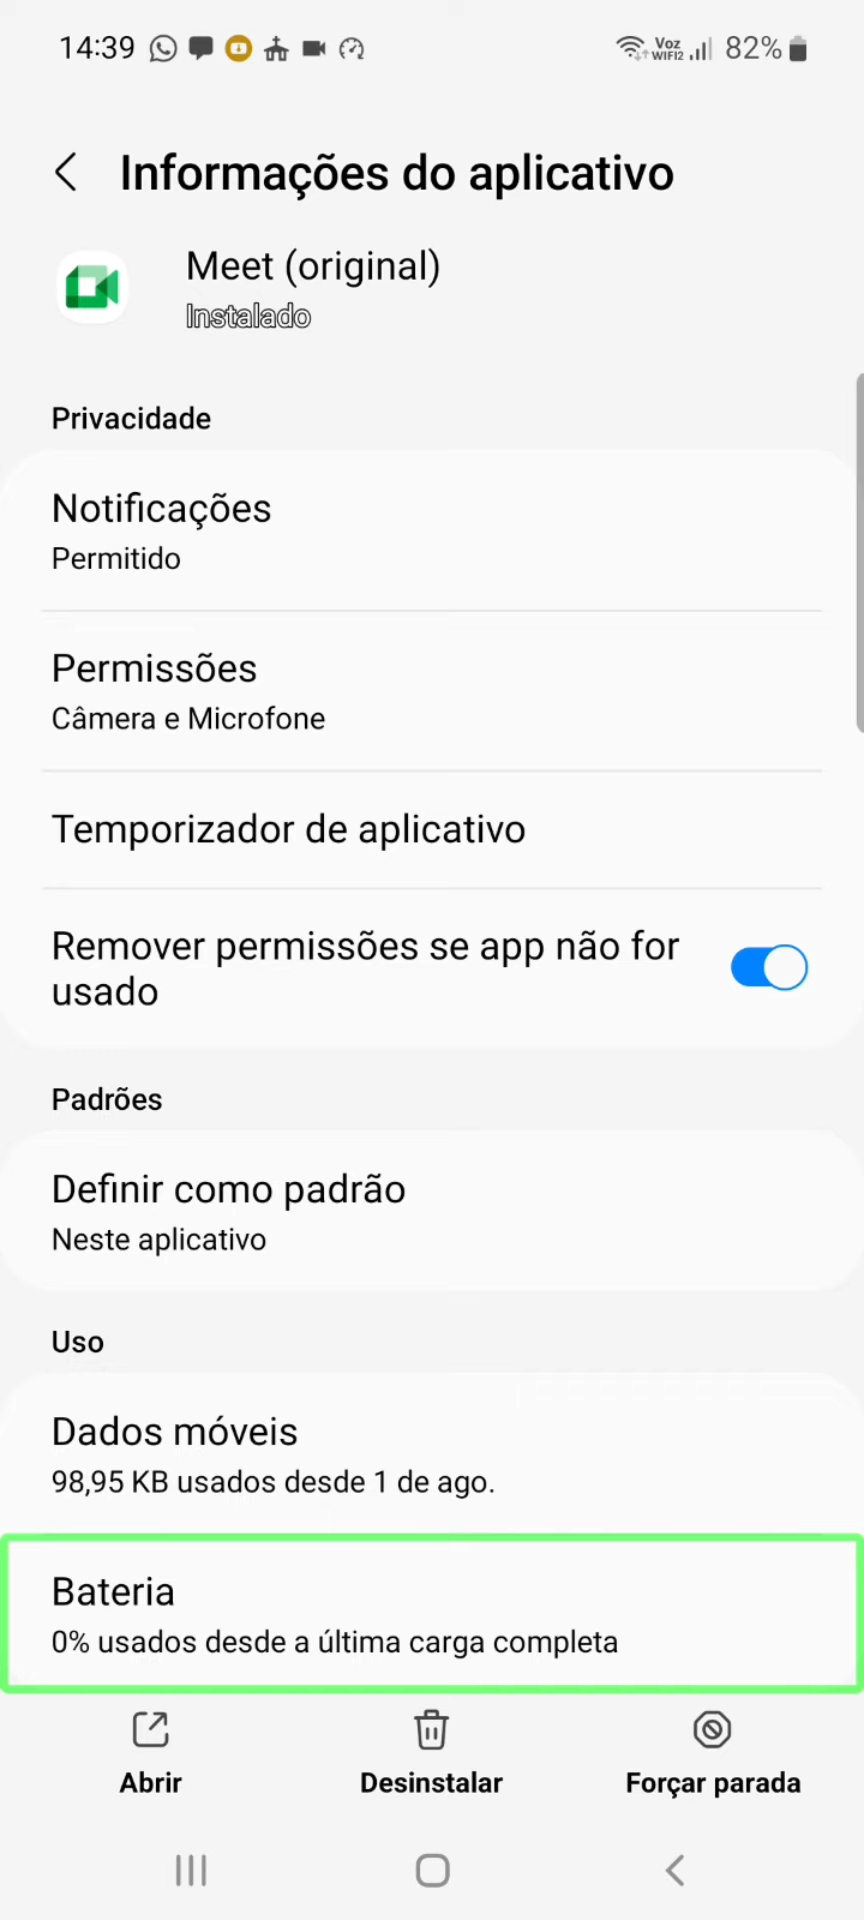 14:39
Voz
WIFI2
82%
Informações do aplicativo
Meet (original)
Instalado
Privacidade
Notificações
Permitido
Permissões
Câmera e Microfone
Temporizador de aplicativo
Remover permissões se app não for
usado
Padrões
Definir como padrão
Neste aplicativo
Uso
Dados móveis
98,95 KB usados desde 1 de ago.
Bateria
0% usados desde a última carga completa
Abrir
Desinstalar
Forçar parada